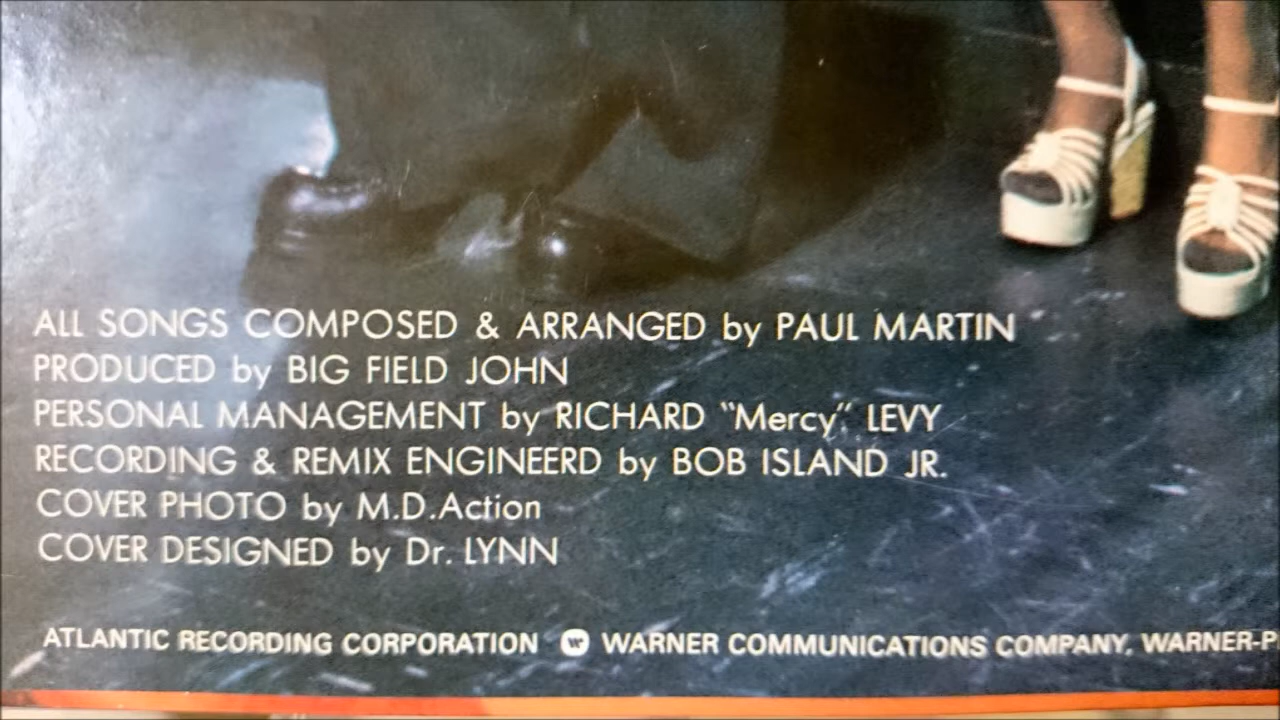 ALL SONGS COMPOSED & ARRANGED by PAUL MARTIN
PRODUCED by BIG FIELD JOHN
PERSONAL MANAGEMENT by RICHARD "Mercy". LEVY
RECORDING & REMIX ENGINEERD by BOB ISLAND JR.
COVER PHOTO by M.D.Action
COVER DESIGNED by Dr. LYNN
ATLANTIC RECORDING CORPORATION W WARNER COMMUNICATIONS COMPANY, WARNER-P